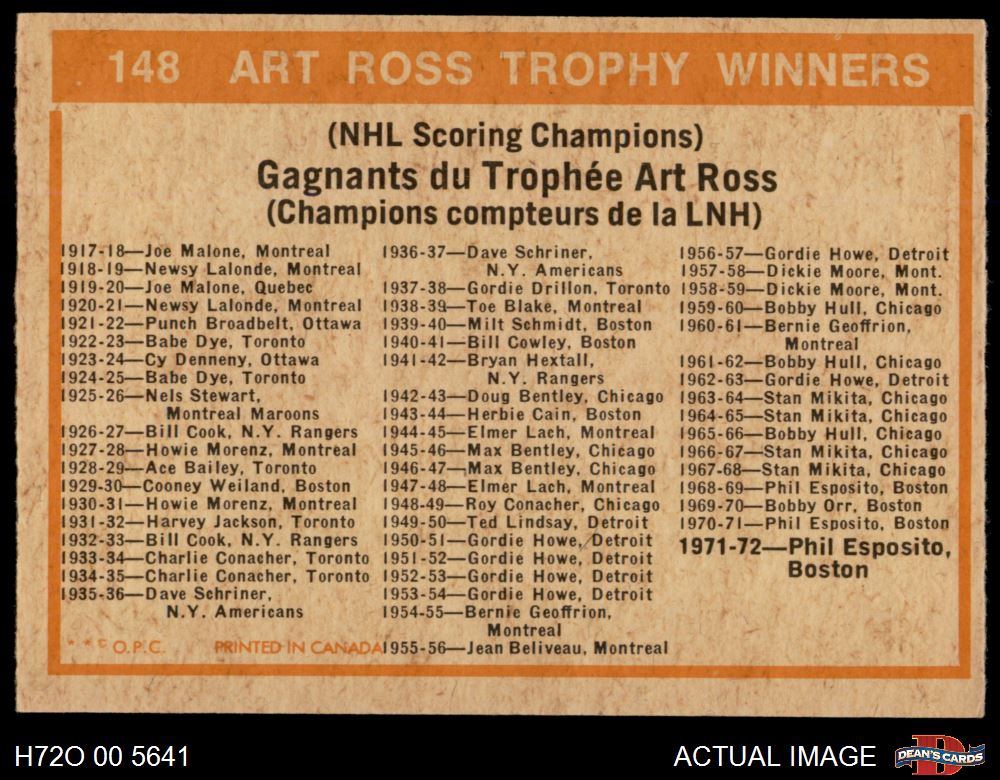 148 ART ROSS TROPHY WINNERS
(NHL Scoring Champions)
Gagnants du Trophée Art Ross
(Champions compteurs de la LNH)
1917-18—Joe Malone, Montreal
1918-19—Newsy Lalonde, Montreal
1919-20—Joe Malone, Quebec
1920-21—Newsy Lalonde, Montreal
1921-22—Punch Broadbelt, Ottawa
1922-23—Babe Dye, Toronto
1923-24—Cy Denneny, Ottawa
1924-25—Babe Dye, Toronto
1925-26—Nels Stewart,
Montreal Maroons
1926-27—Bill Cook, N.Y. Rangers
1927-28—Howie Morenz, Montreal
1928-29—Ace Bailey, Toronto
1929-30—Cooney Weiland, Boston
1930-31—Howie Morenz, Montreal
1931-32—Harvey Jackson, Toronto
1932-33—Bill Cook, N.Y. Rangers
1933-34—Charlie Conacher, Toronto
1934-35—Charlie Conacher, Toronto
1935-36—Dave Schriner,
N.Y. Americans
* * © O.P.C. PRINTED IN CANADA
1936-37—Dave Schriner,
N.Y. Americans
1937-38—Gordie Drillon, Toronto
1938-39—Toe Blake, Montreal
1939-40—Milt Schmidt, Boston
1940-41—Bill Cowley, Boston
1941-42—Bryan Hextall,
N.Y. Rangers
1942-43—Doug Bentley, Chicago
1943-44—Herbie Cain, Boston
1944-45—Elmer Lach, Montreal
1945-46—Max Bentley, Chicago
1946-47—Max Bentley, Chicago
1947-48—Elmer Lach, Montreal
1948-49—Roy Conacher, Chicago
1949-50—Ted Lindsay, Detroit
1950-51—Gordie Howe, Detroit
1951-52—Gordie Howe, Detroit
1952-53—Gordie Howe, Detroit
1953-54—Gordie Howe, Detroit
1954-55—Bernie Geoffrion,
Montreal
1955-56—Jean Beliveau, Montreal
1956-57—Gordie Howe, Detroit
1957-58—Dickie Moore, Mont.
1958-59—Dickie Moore, Mont.
1959-60—Bobby Hull, Chicago
1960-61—Bernie Geoffrion,
Montreal
1961-62—Bobby Hull, Chicago
1962-63—Gordie Howe, Detroit
1963-64—Stan Mikita, Chicago
1964-65—Stan Mikita, Chicago
1965-66—Bobby Hull, Chicago
1966-67—Stan Mikita, Chicago
1967-68—Stan Mikita, Chicago
1968-69—Phil Esposito, Boston
1969-70—Bobby Orr, Boston
1970-71—Phil Esposito, Boston
1971-72—Phil Esposito,
Boston
H72O 00 5641
ACTUAL IMAGE
D
DEAN'S CARDS